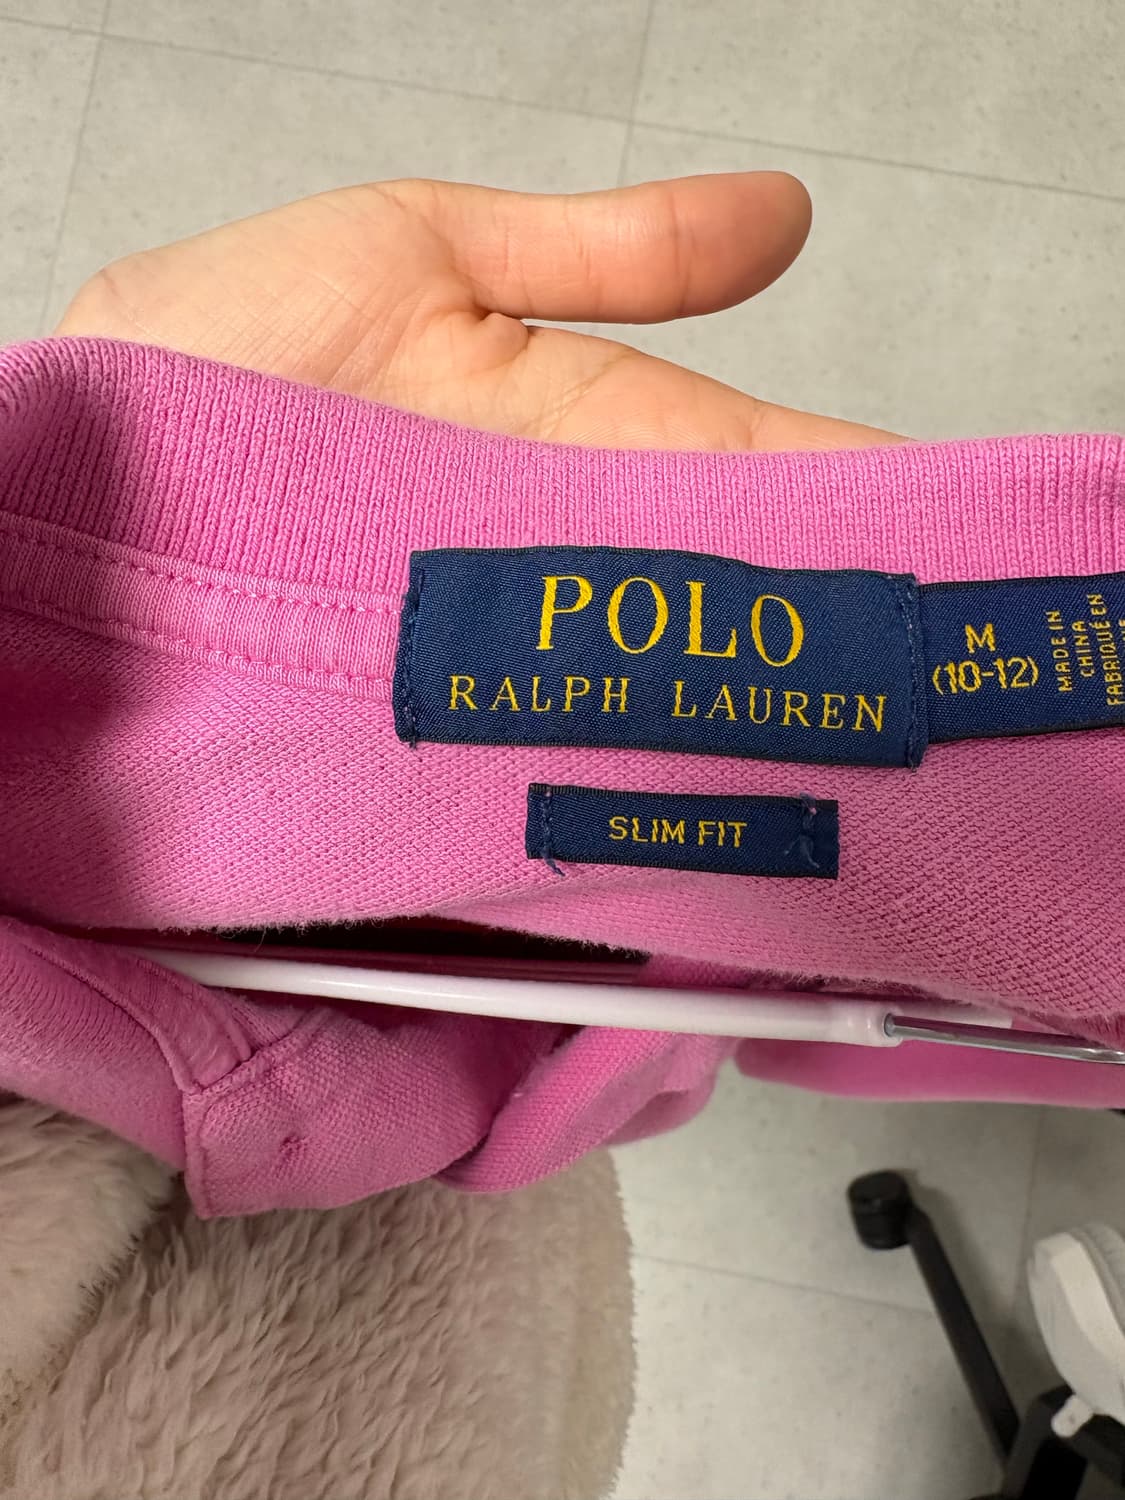 POLO
RALPH LAUREN
M
(10-12)
MADE IN
CHINA
FABRIQUÉ EN
SLIM FIT